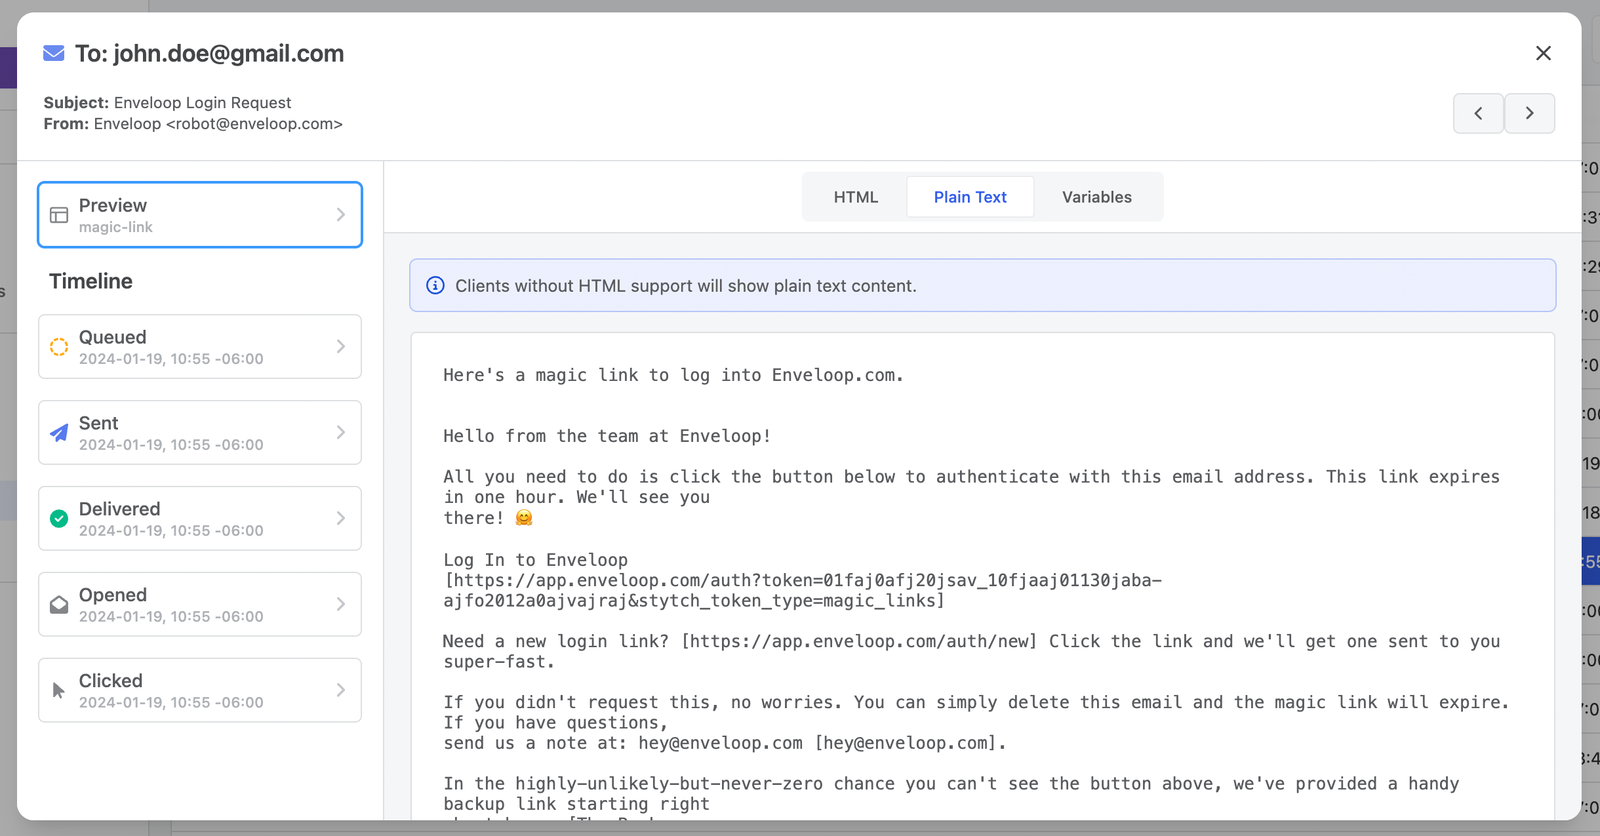 To: john.doe@gmail.com
Subject: Enveloop Login Request
From: Enveloop <robot@enveloop.com>
Preview
magic-link
Timeline
Queued
2024-01-19, 10:55 -06:00
Sent
2024-01-19, 10:55 -06:00
Delivered
2024-01-19, 10:55 -06:00
Opened
2024-01-19, 10:55 -06:00
Clicked
2024-01-19, 10:55 -06:00
HTML
Plain Text
Variables
Clients without HTML support will show plain text content.
Here's a magic link to log into Enveloop.com.
Hello from the team at Enveloop!
All you need to do is click the button below to authenticate with this email address. This link expires
in one hour. We'll see you
there! 🤗
Log In to Enveloop
[https://app.enveloop.com/auth?token=01faj0afj20jsav_10fjaaj01130jaba-
ajfo2012a0ajvajraj&stytch_token_type=magic_links]
Need a new login link? [https://app.enveloop.com/auth/new] Click the link and we'll get one sent to you
super-fast.
If you didn't request this, no worries. You can simply delete this email and the magic link will expire.
If you have questions,
send us a note at: hey@enveloop.com [hey@enveloop.com].
In the highly-unlikely-but-never-zero chance you can't see the button above, we've provided a handy
backup link starting right